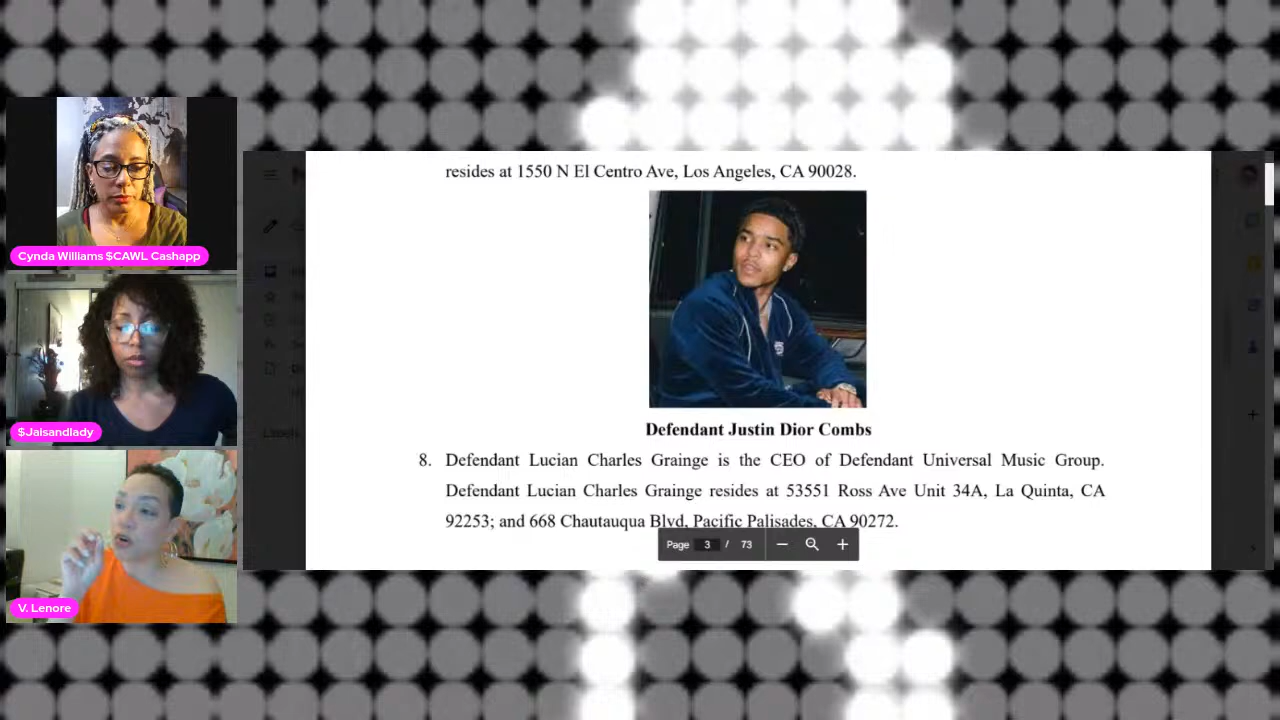 resides at 1550 N El Centro Ave, Los Angeles, CA 90028.
Defendant Justin Dior Combs
8. Defendant Lucian Charles Grainge is the CEO of Defendant Universal Music Group.
Defendant Lucian Charles Grainge resides at 53551 Ross Ave Unit 34A, La Quinta, CA
92253; and 668 Chautauqua Blvd, Pacific Palisades, CA 90272.
Page 3 / 73
Cynda Williams $CAWL Cashapp
$Jaisandlady
V. Lenore
Labels